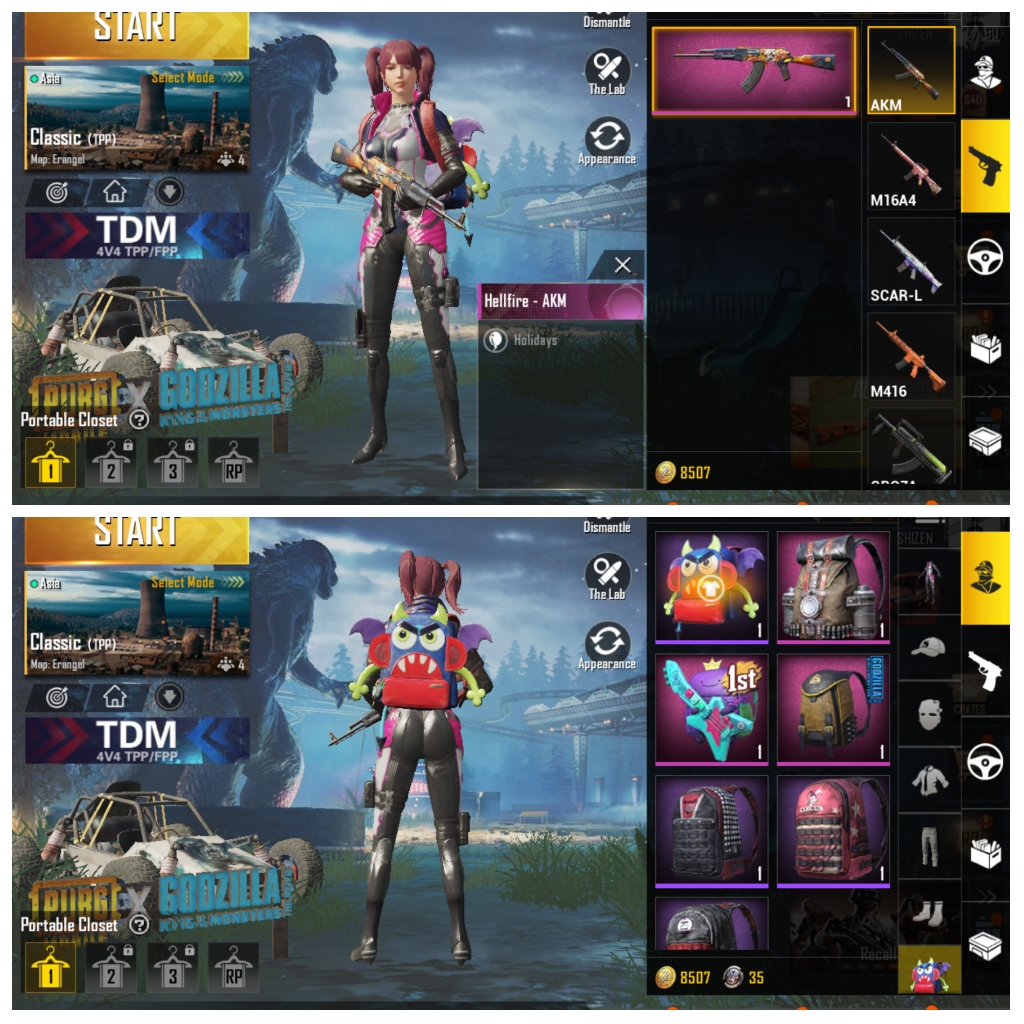 START
Dismantle
Asia
Select Mode
The Lab
1
AKM
Classic (TPP)
Map: Erangel
4
Appearance
M16A4
TDM
4V4 TPP/FPP
SCAR-L
Hellfire - AKM
Holidays
M416
GODZILLA
KING OF THE MONSTERS
Portable Closet ?
1
2
3
RP
8507
START
Dismantle
SHIZEN
Asia
Select Mode
The Lab
1
1
Classic (TPP)
Map: Erangel
4
Appearance
1st
GODZILLA
1
1
TDM
4V4 TPP/FPP
CIRCUS
1
1
GODZILLA
KING OF THE MONSTERS
Portable Closet ?
Recall
1
2
3
RP
8507
35